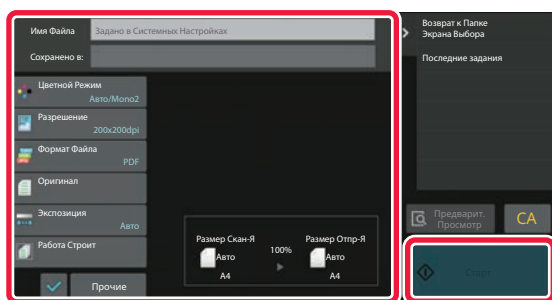 Имя Файла
Задано в Системных Настройках
Сохранено в:
Цветной Режим
Авто/Mono2
Разрешение
200x200dpi
Формат Файла
PDF
Оригинал
Экспозиция
Авто
Работа Строит
Прочие
Размер Скан-Я
Авто
A4
100%
Размер Отпр-Я
Авто
A4
Возврат к Папке
Экрана Выбора
Последние задания
Предварит.
Просмотр
CA
Старт